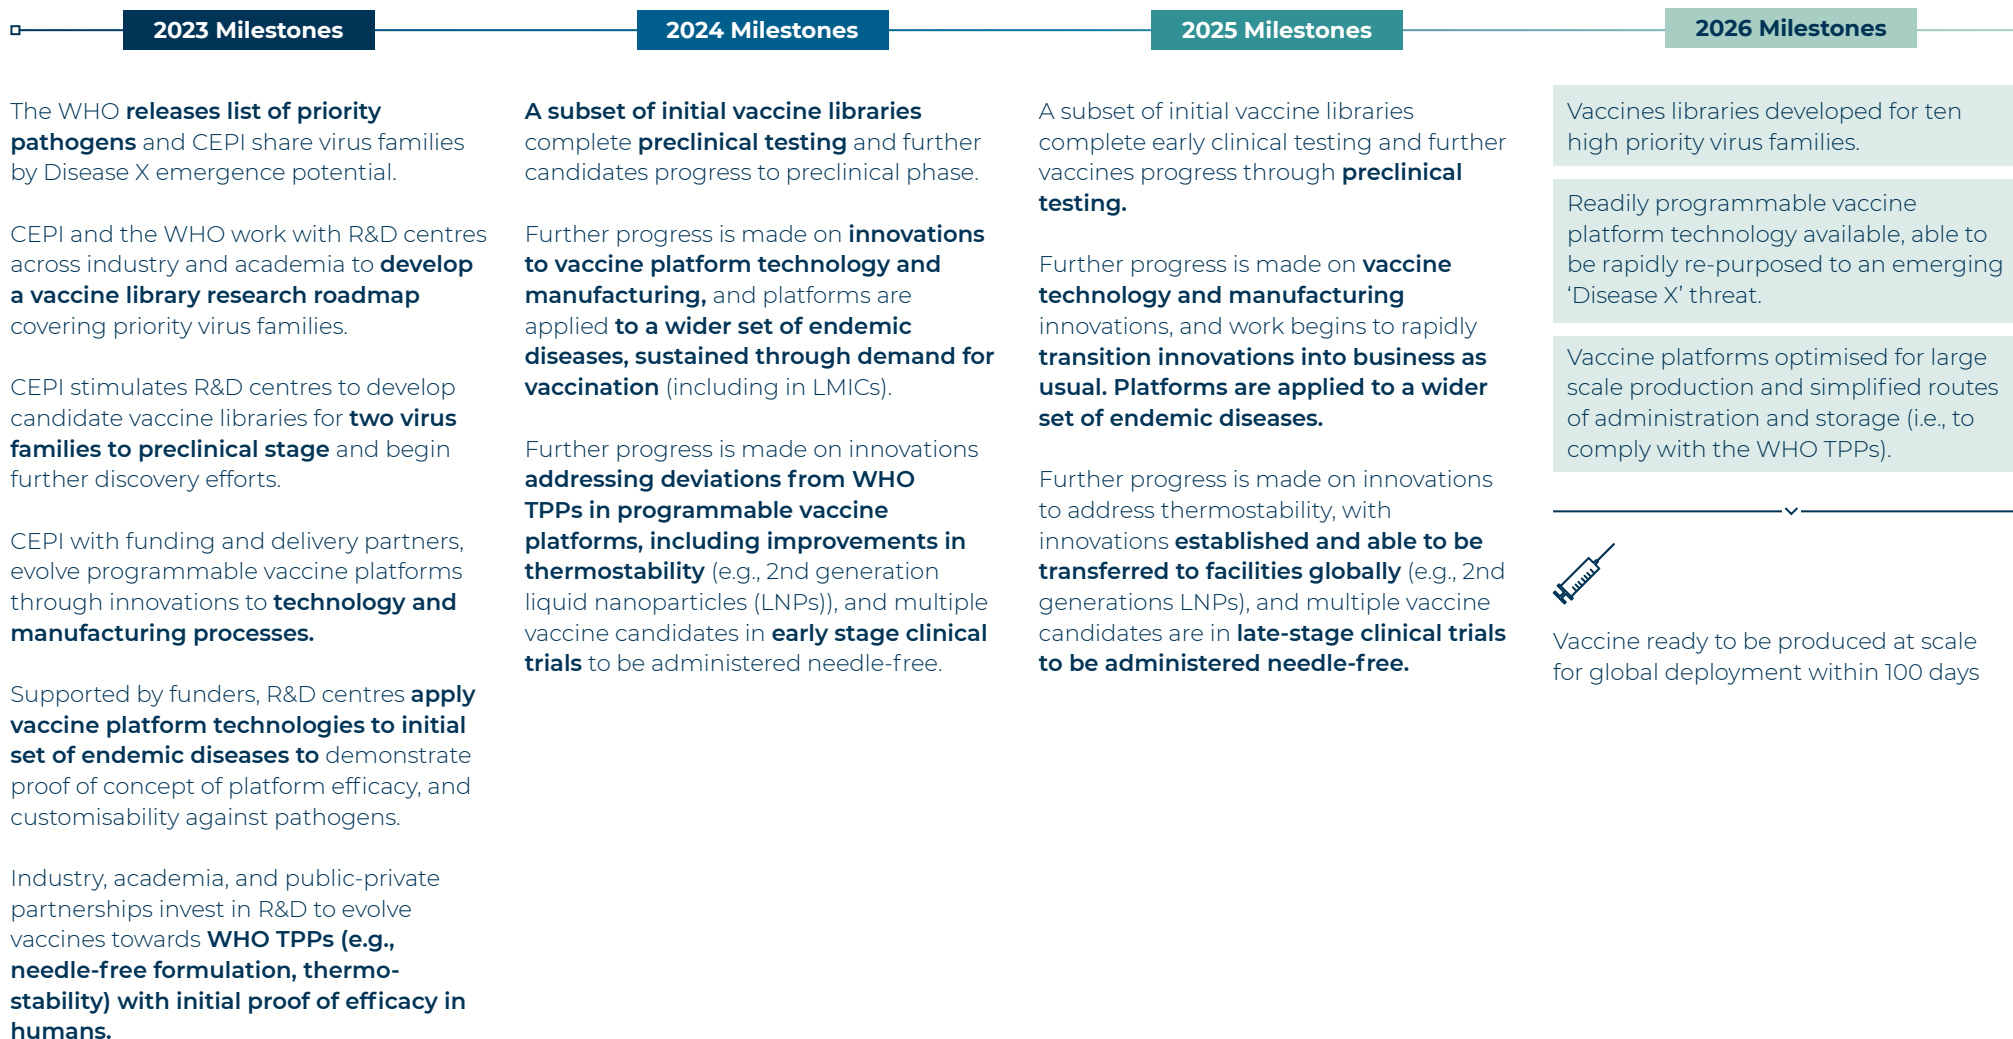 2023 Milestones
The WHO releases list of priority
pathogens and CEPI share virus families
by Disease X emergence potential.
CEPI and the WHO work with R&D centres
across industry and academia to develop
a vaccine library research roadmap
covering priority virus families.
CEPI stimulates R&D centres to develop
candidate vaccine libraries for two virus
families to preclinical stage and begin
further discovery efforts.
CEPI with funding and delivery partners,
evolve programmable vaccine platforms
through innovations to technology and
manufacturing processes.
Supported by funders, R&D centres apply
vaccine platform technologies to initial
set of endemic diseases to demonstrate
proof of concept of platform efficacy, and
customisability against pathogens.
Industry, academia, and public-private
partnerships invest in R&D to evolve
vaccines towards WHO TPPs (e.g.,
needle-free formulation, thermo-
stability) with initial proof of efficacy in
humans.
2024 Milestones
A subset of initial vaccine libraries
complete preclinical testing and further
candidates progress to preclinical phase.
Further progress is made on innovations
to vaccine platform technology and
manufacturing, and platforms are
applied to a wider set of endemic
diseases, sustained through demand for
vaccination (including in LMICs).
Further progress is made on innovations
addressing deviations from WHO
TPPs in programmable vaccine
platforms, including improvements in
thermostability (e.g., 2nd generation
liquid nanoparticles (LNPs)), and multiple
vaccine candidates in early stage clinical
trials to be administered needle-free.
2025 Milestones
A subset of initial vaccine libraries
complete early clinical testing and further
vaccines progress through preclinical
testing.
Further progress is made on vaccine
technology and manufacturing
innovations, and work begins to rapidly
transition innovations into business as
usual. Platforms are applied to a wider
set of endemic diseases.
Further progress is made on innovations
to address thermostability, with
innovations established and able to be
transferred to facilities globally (e.g., 2nd
generations LNPs), and multiple vaccine
candidates are in late-stage clinical trials
to be administered needle-free.
2026 Milestones
Vaccines libraries developed for ten
high priority virus families.
Readily programmable vaccine
platform technology available, able to
be rapidly re-purposed to an emerging
‘Disease X’ threat.
Vaccine platforms optimised for large
scale production and simplified routes
of administration and storage (i.e., to
comply with the WHO TPPs).
Vaccine ready to be produced at scale
for global deployment within 100 days